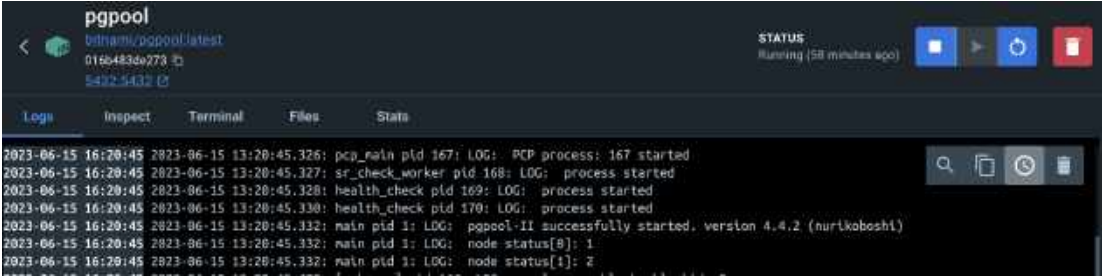 pgpool
bitnami/pgpool:latest
016b483de273
5432:5432
STATUS
Running (58 minutes ago)
Logs Inspect Terminal Files Stats
2023-06-15 16:20:45 2023-06-15 13:20:45.326: pcp_main pid 167: LOG: PCP process: 167 started
2023-06-15 16:20:45 2023-06-15 13:20:45.327: sr_check_worker pid 168: LOG: process started
2023-06-15 16:20:45 2023-06-15 13:20:45.328: health_check pid 169: LOG: process started
2023-06-15 16:20:45 2023-06-15 13:20:45.330: health_check pid 170: LOG: process started
2023-06-15 16:20:45 2023-06-15 13:20:45.332: main pid 1: LOG: pgpool-II successfully started. version 4.4.2 (nurikoboshi)
2023-06-15 16:20:45 2023-06-15 13:20:45.332: main pid 1: LOG: node status[0]: 1
2023-06-15 16:20:45 2023-06-15 13:20:45.332: main pid 1: LOG: node status[1]: 2